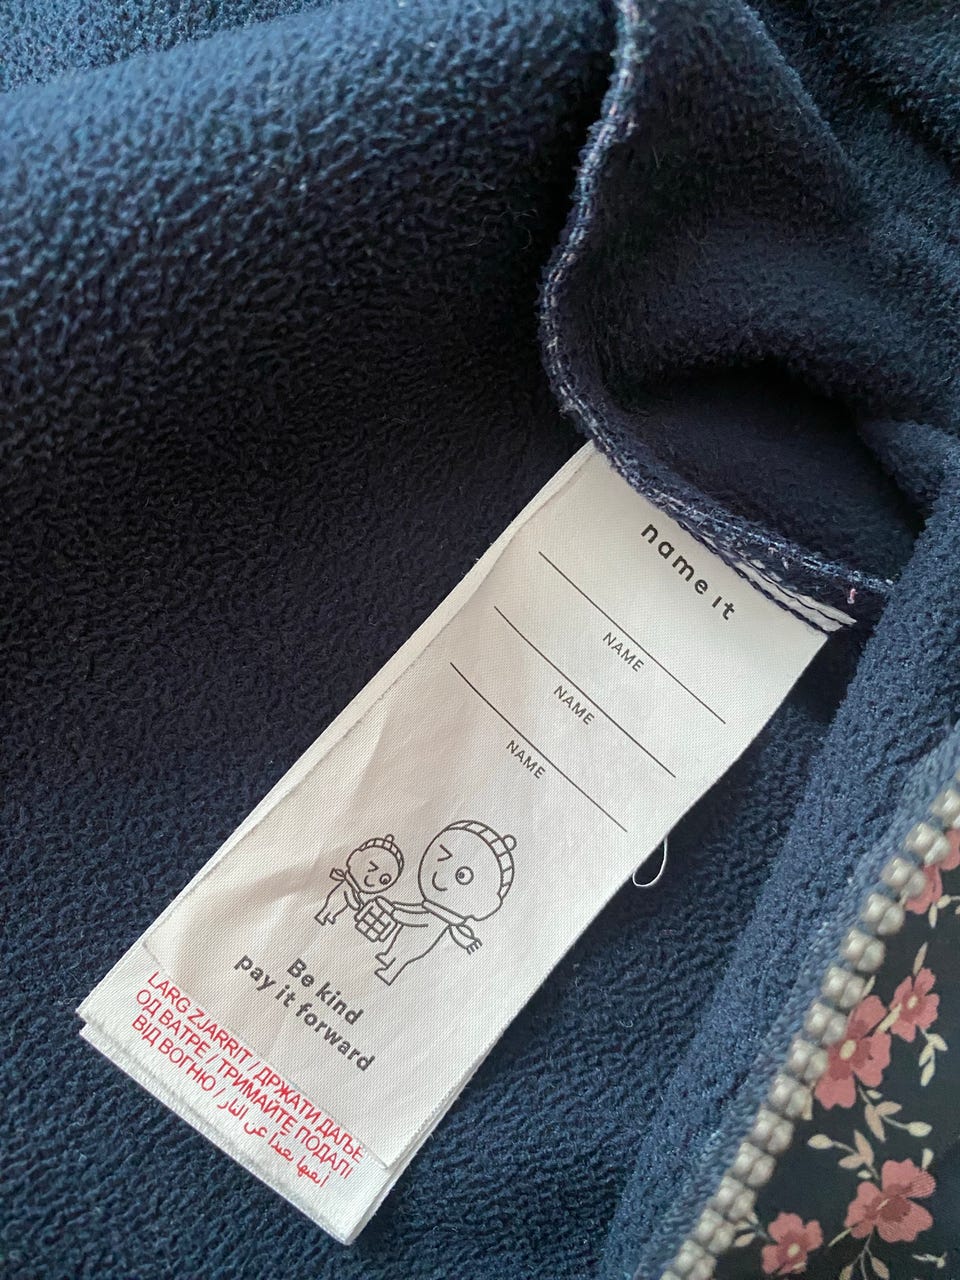 name it
NAME
NAME
NAME
Be kind
pay it forward
LARG ZJARRIT / ДРЖАТИ ДАЉЕ
ОД ВАТРЕ / ТРИМАЙТЕ ПОДАЛІ
ВІД ВОГНЮ / أبقيها بعيداً عن النار